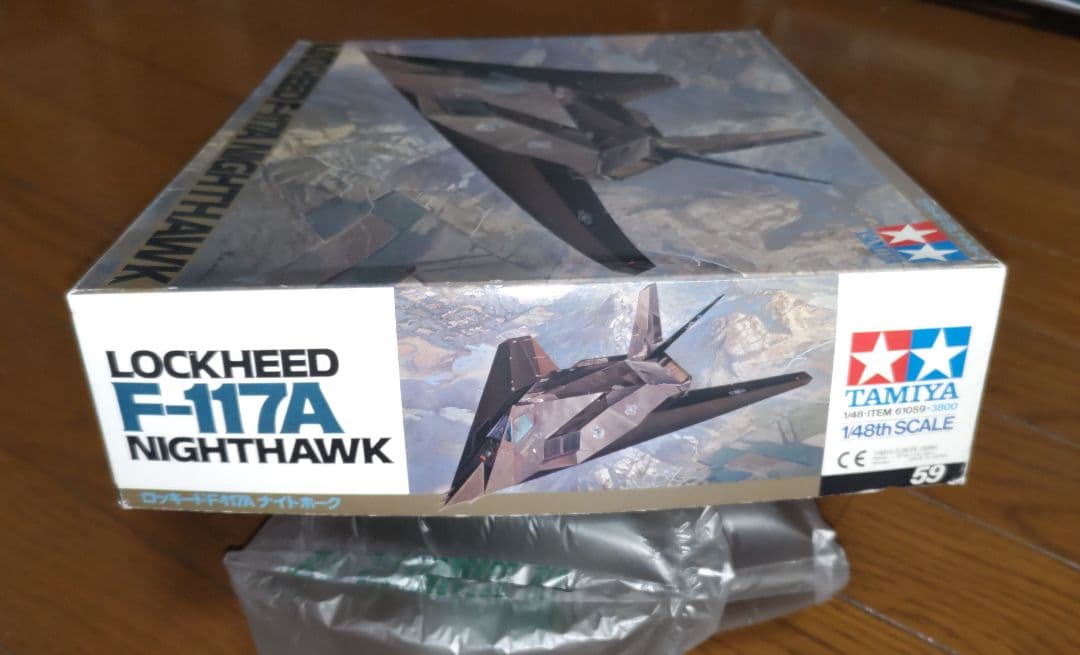 LOCKHEED F-117A NIGHTHAWK
LOCKHEED
F-117A
NIGHTHAWK
ロッキード F-117A ナイトホーク
TAMIYA
1/48・ITEM 61059-3800
1/48th SCALE
CE
59